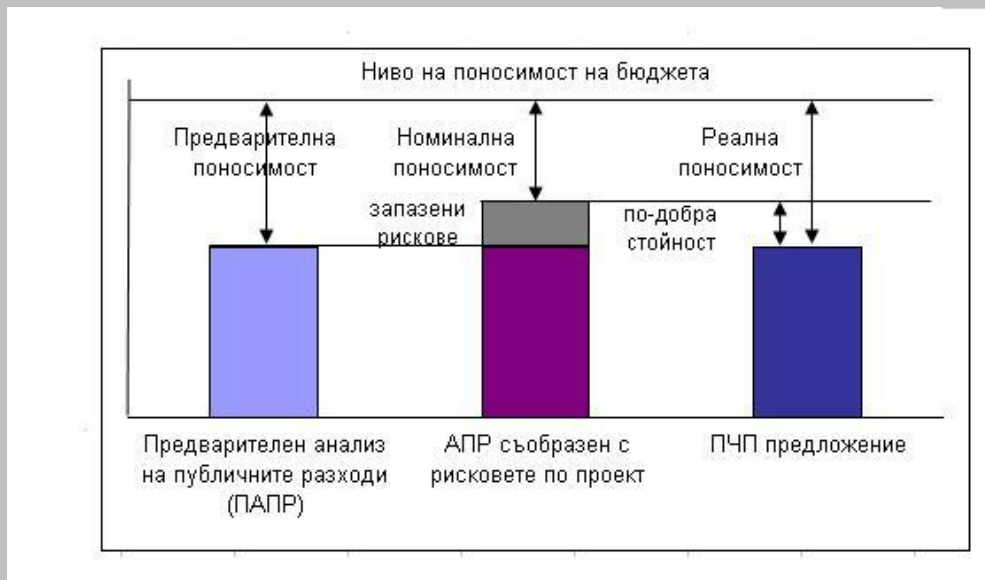 Ниво на поносимост на бюджета
Предварителна
поносимост
Номинална
поносимост
Реална
поносимост
запазени
рискове
по-добра
стойност
Предварителен анализ
на публичните разходи
(ПАПР)
АПР съобразен с
рисковете по проект
ПЧП предложение